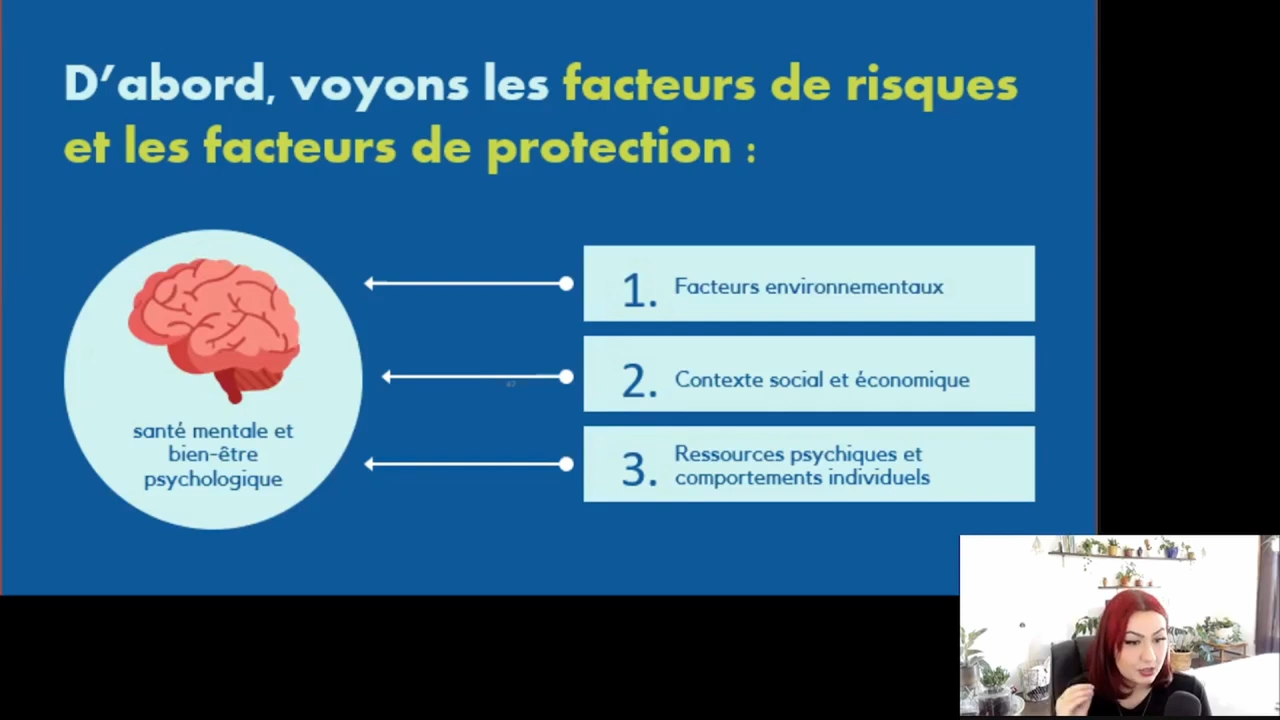 D'abord, voyons les facteurs de risques
et les facteurs de protection :
1. Facteurs environnementaux
2. Contexte social et économique
3. Ressources psychiques et
comportements individuels
santé mentale et
bien-être
psychologique